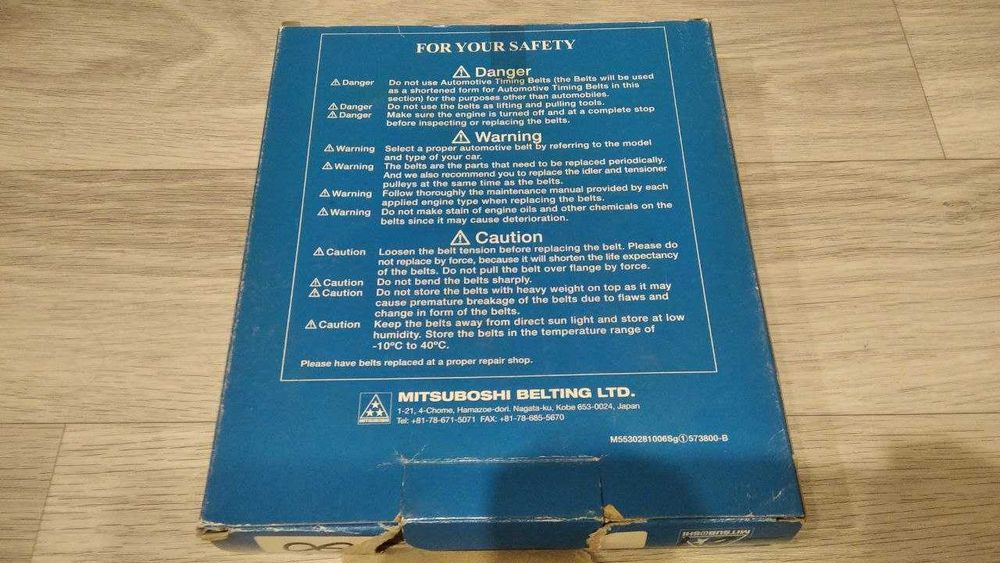 FOR YOUR SAFETY
⚠ Danger
⚠ Danger Do not use Automotive Timing Belts (the Belts will be used
as a shortened form for Automotive Timing Belts in this
section) for the purposes other than automobiles.
⚠ Danger Do not use the belts as lifting and pulling tools.
⚠ Danger Make sure the engine is turned off and at a complete stop
before inspecting or replacing the belts.
⚠ Warning
⚠ Warning Select a proper automotive belt by referring to the model
and type of your car.
⚠ Warning The belts are the parts that need to be replaced periodically.
And we also recommend you to replace the idler and tensioner
pulleys at the same time as the belts.
⚠ Warning Follow thoroughly the maintenance manual provided by each
applied engine type when replacing the belts.
⚠ Warning Do not make stain of engine oils and other chemicals on the
belts since it may cause deterioration.
⚠ Caution
⚠ Caution Loosen the belt tension before replacing the belt. Please do
not replace by force, because it will shorten the life expectancy
of the belts. Do not pull the belt over flange by force.
⚠ Caution Do not bend the belts sharply.
⚠ Caution Do not store the belts with heavy weight on top as it may
cause premature breakage of the belts due to flaws and
change in form of the belts.
⚠ Caution Keep the belts away from direct sun light and store at low
humidity. Store the belts in the temperature range of
-10ºC to 40ºC.
Please have belts replaced at a proper repair shop.
MITSUBOSHI
MITSUBOSHI BELTING LTD.
1-21, 4-Chome, Hamazoe-dori, Nagata-ku, Kobe 653-0024, Japan
Tel: +81-78-671-5071 FAX: +81-78-685-5670
M5530281006Sg①573800-B
MITSUBOSHI